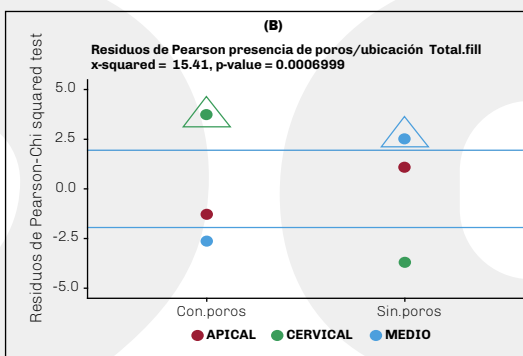 (B)
Residuos de Pearson presencia de poros/ubicación Total.fill
x-squared = 15.41, p-value = 0.0006999
Residuos de Pearson-Chi squared test
5.0
2.5
0.0
-2.5
-5.0
Con.poros Sin.poros
APICAL CERVICAL MEDIO